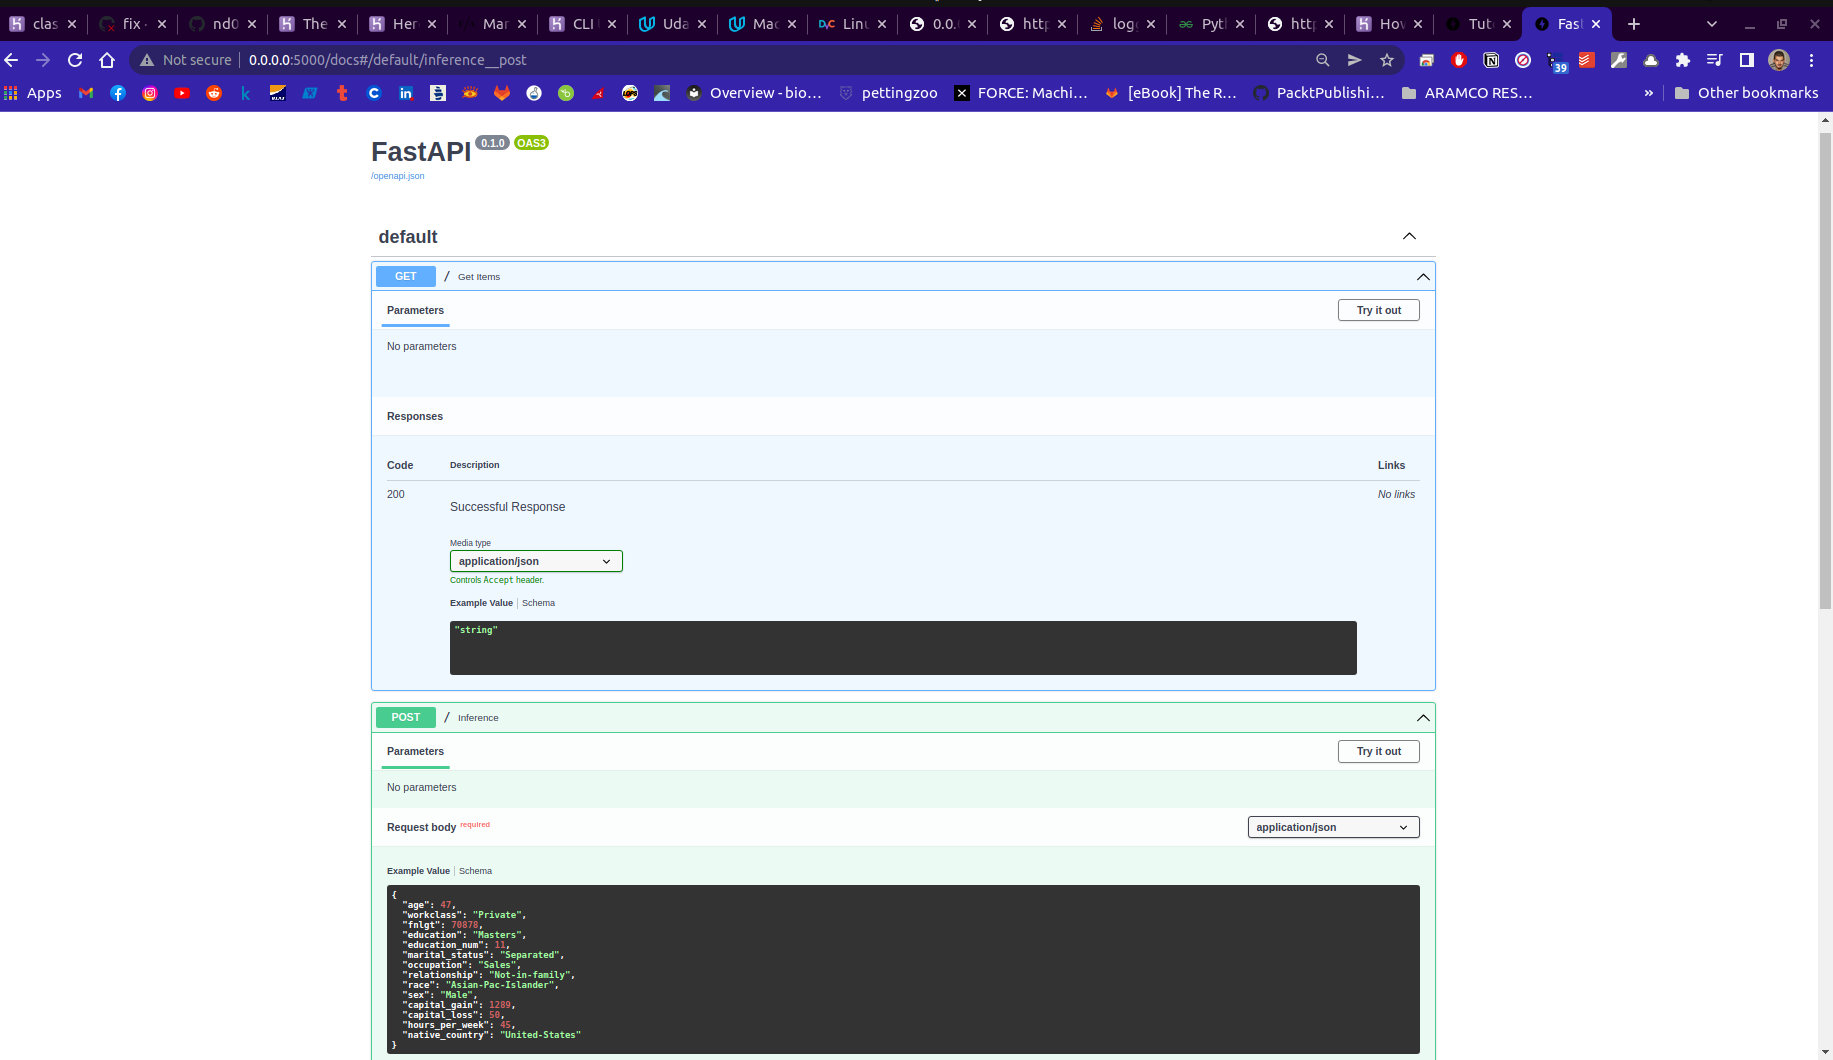 clas
fix -
nd0
The
Her
Mar
CLI
Uda
Mac
Linu
0.0.
http
logg
Pyth
http
How
Tuto
Fas
Not secure
0.0.0.0:5000/docs#/default/inference__post
39
Apps
Overview - bio...
pettingzoo
FORCE: Machi...
[eBook] The R...
PacktPublishi...
ARAMCO RES...
»
Other bookmarks
FastAPI 0.1.0 OAS3
/openapi.json
default
GET / Get Items
Parameters
Try it out
No parameters
Responses
Code Description Links
200
Successful Response
No links
Media type
application/json
Controls Accept header.
Example Value | Schema
"string"
POST / Inference
Parameters
Try it out
No parameters
Request body required
application/json
Example Value | Schema
{
"age": 47,
"workclass": "Private",
"fnlgt": 70878,
"education": "Masters",
"education_num": 11,
"marital_status": "Separated",
"occupation": "Sales",
"relationship": "Not-in-family",
"race": "Asian-Pac-Islander",
"sex": "Male",
"capital_gain": 1289,
"capital_loss": 50,
"hours_per_week": 45,
"native_country": "United-States"
}